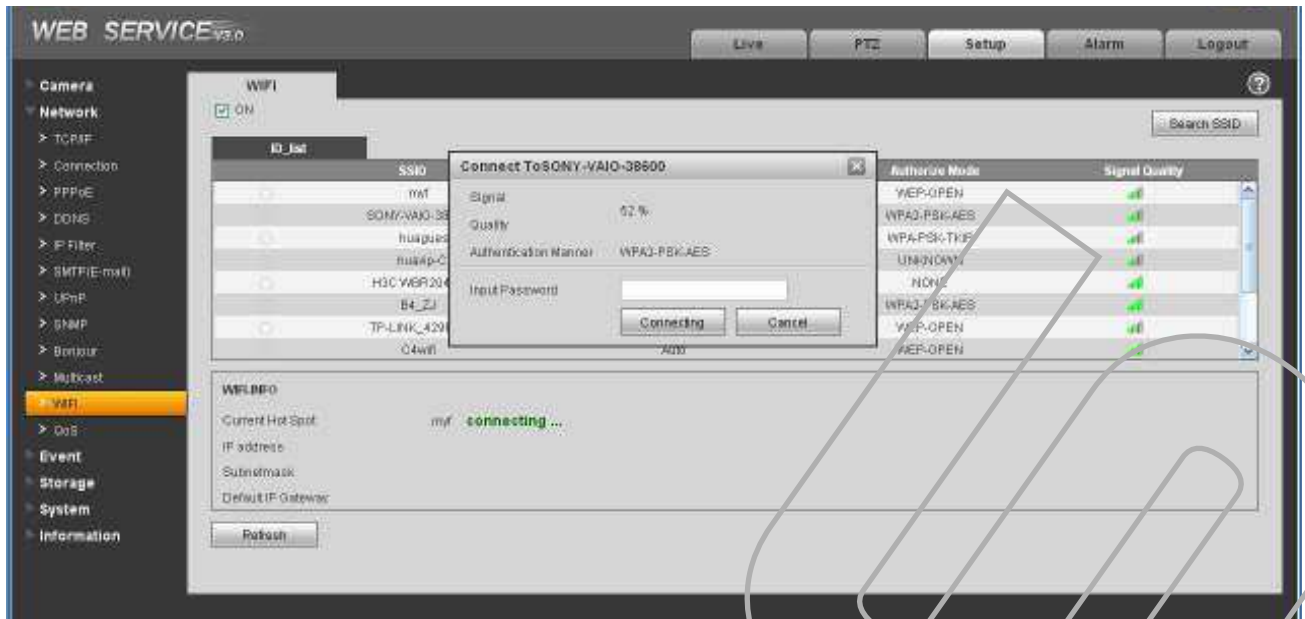 WEB SERVICE V3.0
Live
PTZ
Setup
Alarm
Logout
Camera
Network
> TCP/IP
> Connection
> PPPoE
> DDNS
> IP Filter
> SMTP(E-mail)
> UPnP
> SNMP
> Bonjour
> Multicast
> WIFI
> QoS
Event
Storage
System
Information
WIFI
ON
Search SSID
ID_list
SSID
Authorize Mode
Signal Quality
myf
WEP-OPEN
SONY-VAIO-38
WPA2-PSK-AES
huagues
WPA-PSK-TKIP
UNKNOWN
H3C WBR204
NONE
B4_ZJ
WPA2-PSK-AES
TP-LINK_429
WEP-OPEN
C4wifi
Auto
WEP-OPEN
Connect ToSONY-VAIO-38600
Signal
Quality
62 %
Authentication Manner
WPA2-PSK-AES
Input Password
Connecting
Cancel
WIFI INFO
Current Hot Spot
myf
connecting ...
IP address
Subnetmask
Default IP Gateway
Refresh